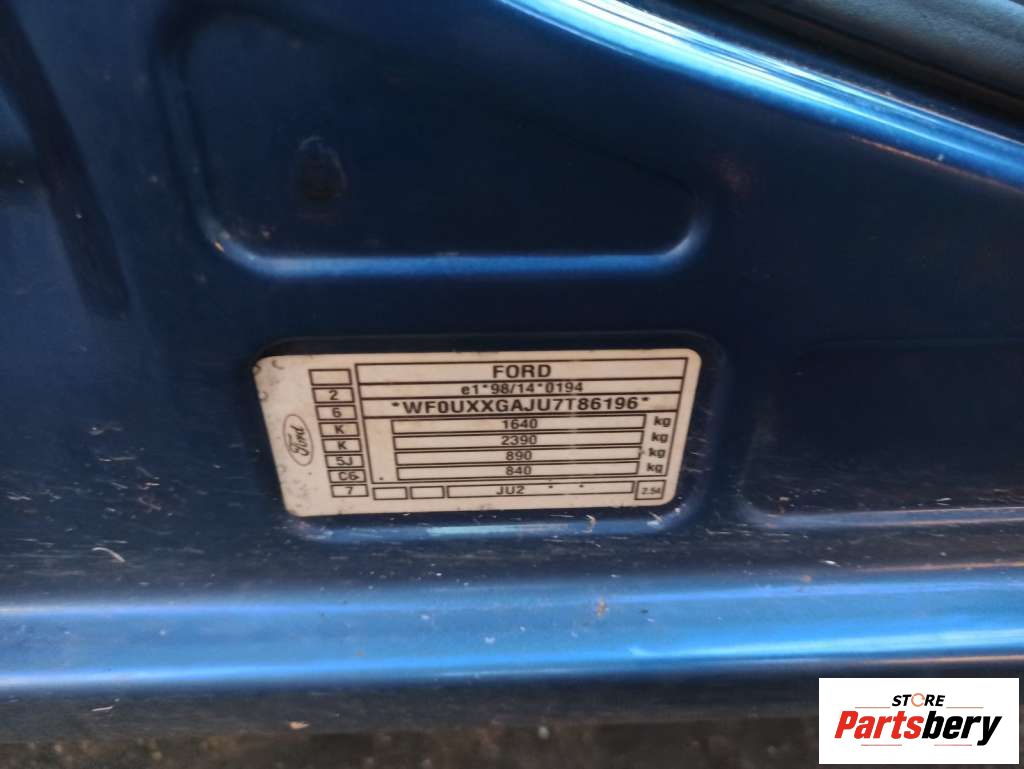 FORD
e1*98/14*0194
*WF0UXXGAJU7T86196*
1640 kg
2390 kg
890 kg
840 kg
2
6
K
K
5J
C6
7
JU2
2.54
Ford
STORE
Partsbery